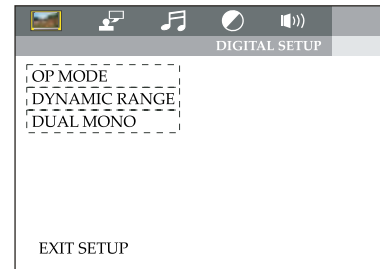 DIGITAL SETUP
OP MODE
DYNAMIC RANGE
DUAL MONO
EXIT SETUP